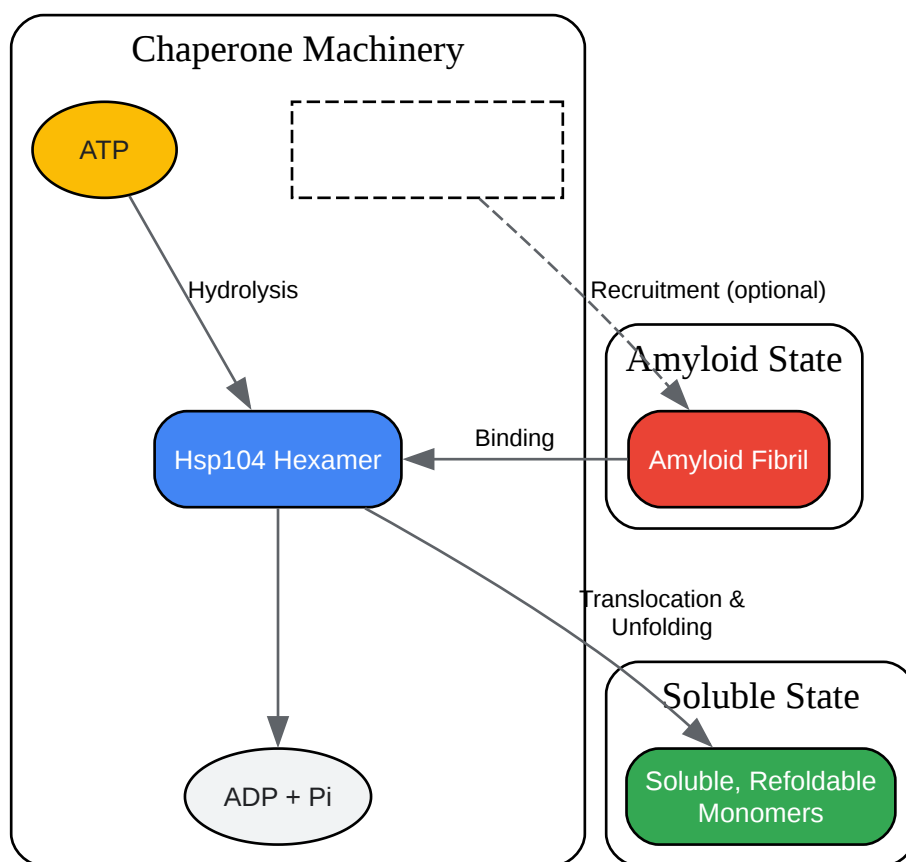 Chaperone Machinery
ATP
Hydrolysis
Recruitment (optional)
Amyloid State
Hsp104 Hexamer
Binding
Amyloid Fibril
Translocation &
Unfolding
Soluble State
ADP + Pi
Soluble, Refoldable
Monomers